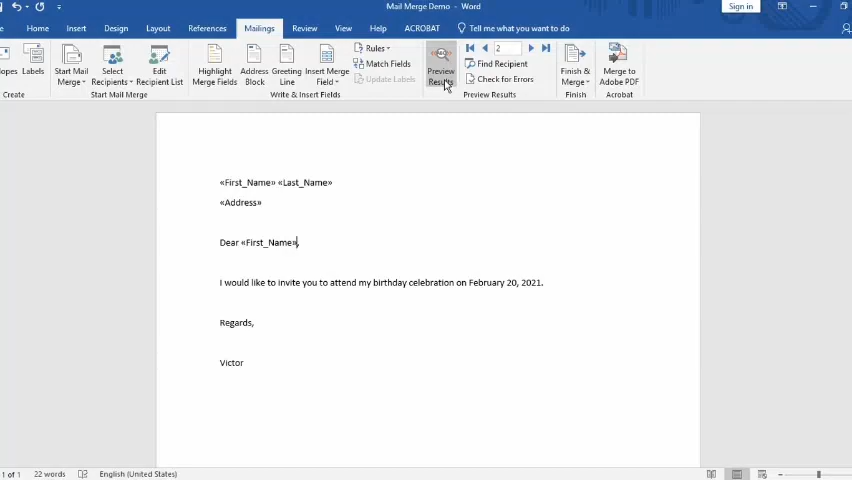 Mail Merge Demo - Word
Sign in
Home Insert Design Layout References Mailings Review View Help ACROBAT Tell me what you want to do
Labels
Create
Start Mail
Merge
Select
Recipients
Edit
Recipient List
Start Mail Merge
Highlight
Merge Fields
Address
Block
Greeting
Line
Insert Merge
Field
Rules
Match Fields
Update Labels
Write & Insert Fields
ABC
Preview
Results
2
Find Recipient
Check for Errors
Preview Results
Finish &
Merge
Finish
Merge to
Adobe PDF
Acrobat
«First_Name» «Last_Name»
«Address»
Dear «First_Name»,
I would like to invite you to attend my birthday celebration on February 20, 2021.
Regards,
Victor
1 of 1 22 words English (United States)